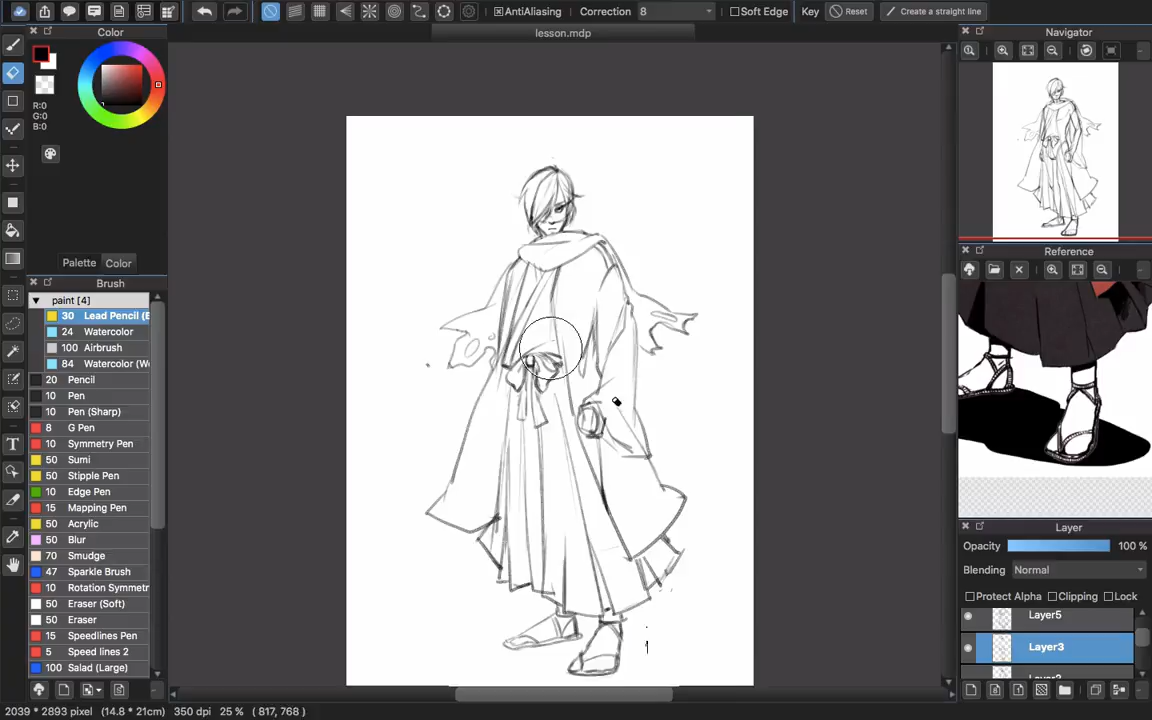 AntiAliasing Correction 8 Soft Edge Key Reset Create a straight line
lesson.mdp
Color
R:0
G:0
B:0
Palette Color
Brush
paint [4]
30 Lead Pencil (E
24 Watercolor
100 Airbrush
84 Watercolor (W
20 Pencil
10 Pen
10 Pen (Sharp)
8 G Pen
10 Symmetry Pen
50 Sumi
50 Stipple Pen
10 Edge Pen
15 Mapping Pen
50 Acrylic
50 Blur
70 Smudge
47 Sparkle Brush
10 Rotation Symmetr
50 Eraser (Soft)
50 Eraser
15 Speedlines Pen
5 Speed lines 2
100 Salad (Large)
Navigator
Reference
Layer
Opacity 100 %
Blending Normal
Protect Alpha Clipping Lock
Layer5
Layer3
2039 * 2893 pixel (14.8 * 21cm) 350 dpi 25 % ( 817, 768 )